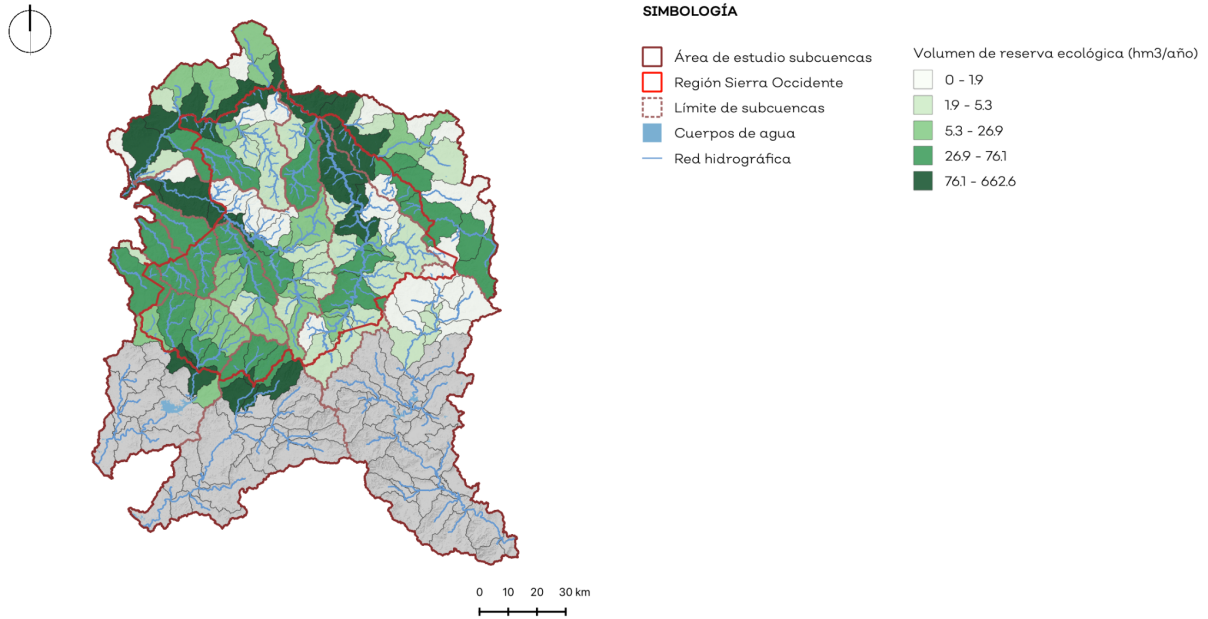 SIMBOLOGÍA
Área de estudio subcuencas
Región Sierra Occidente
Límite de subcuencas
Cuerpos de agua
Red hidrográfica
Volumen de reserva ecológica (hm3/año)
0 - 1.9
1.9 - 5.3
5.3 - 26.9
26.9 - 76.1
76.1 - 662.6
0 10 20 30 km